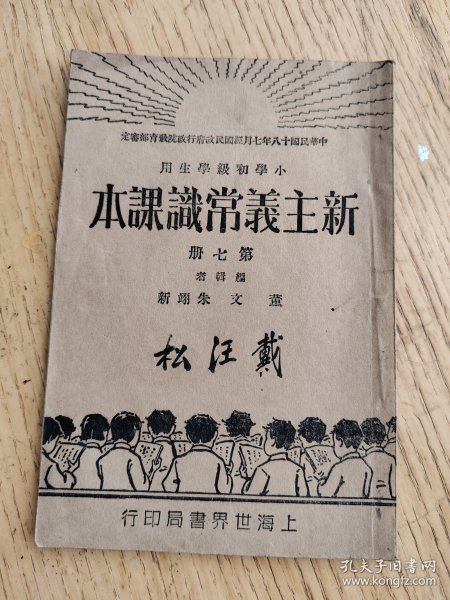 中華民國十八年七月經國民政府行政院教育部審定
小學初級學生用
新主義常識課本
第七册
編輯者
董文 朱翊新
戴汪松
上海世界書局印行
孔夫子旧书网
www.kongfz.com